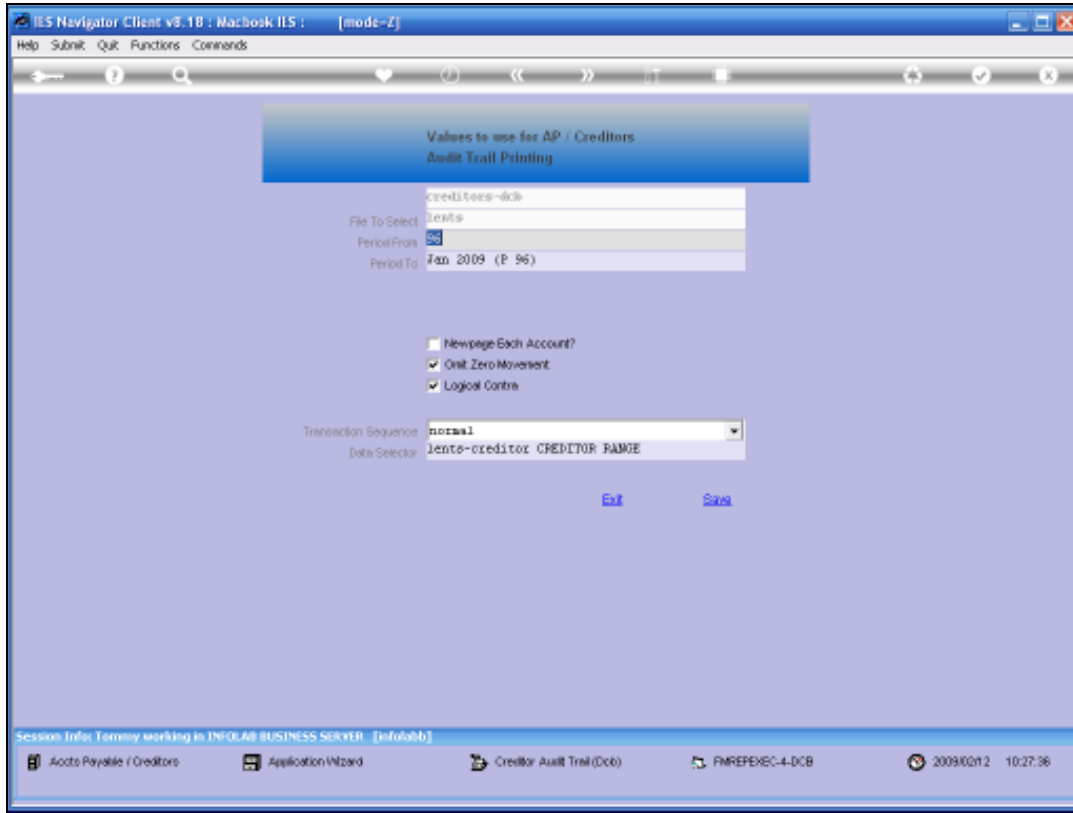 IES Navigator Client v8.18 : Macbook IES : [mode-Z]
Help Submit Quit Functions Commands
Values to use for AP / Creditors
Audit Trail Printing
creditors-dcb
File To Select lents
Period From 96
Period To Jan 2009 (P 96)
Newpage Each Account?
Omit Zero Movement
Logical Contra
Transaction Sequence normal
Data Selector lents-creditor CREDITOR RANGE
Exit Save
Session Info: Tommy working in INFOLAB BUSINESS SERVER [infolabb]
Accts Payable / Creditors Application Wizard Creditor Audit Trail (Dcb) FMREPEXEC-4-DCB 2009/02/12 10:27:36